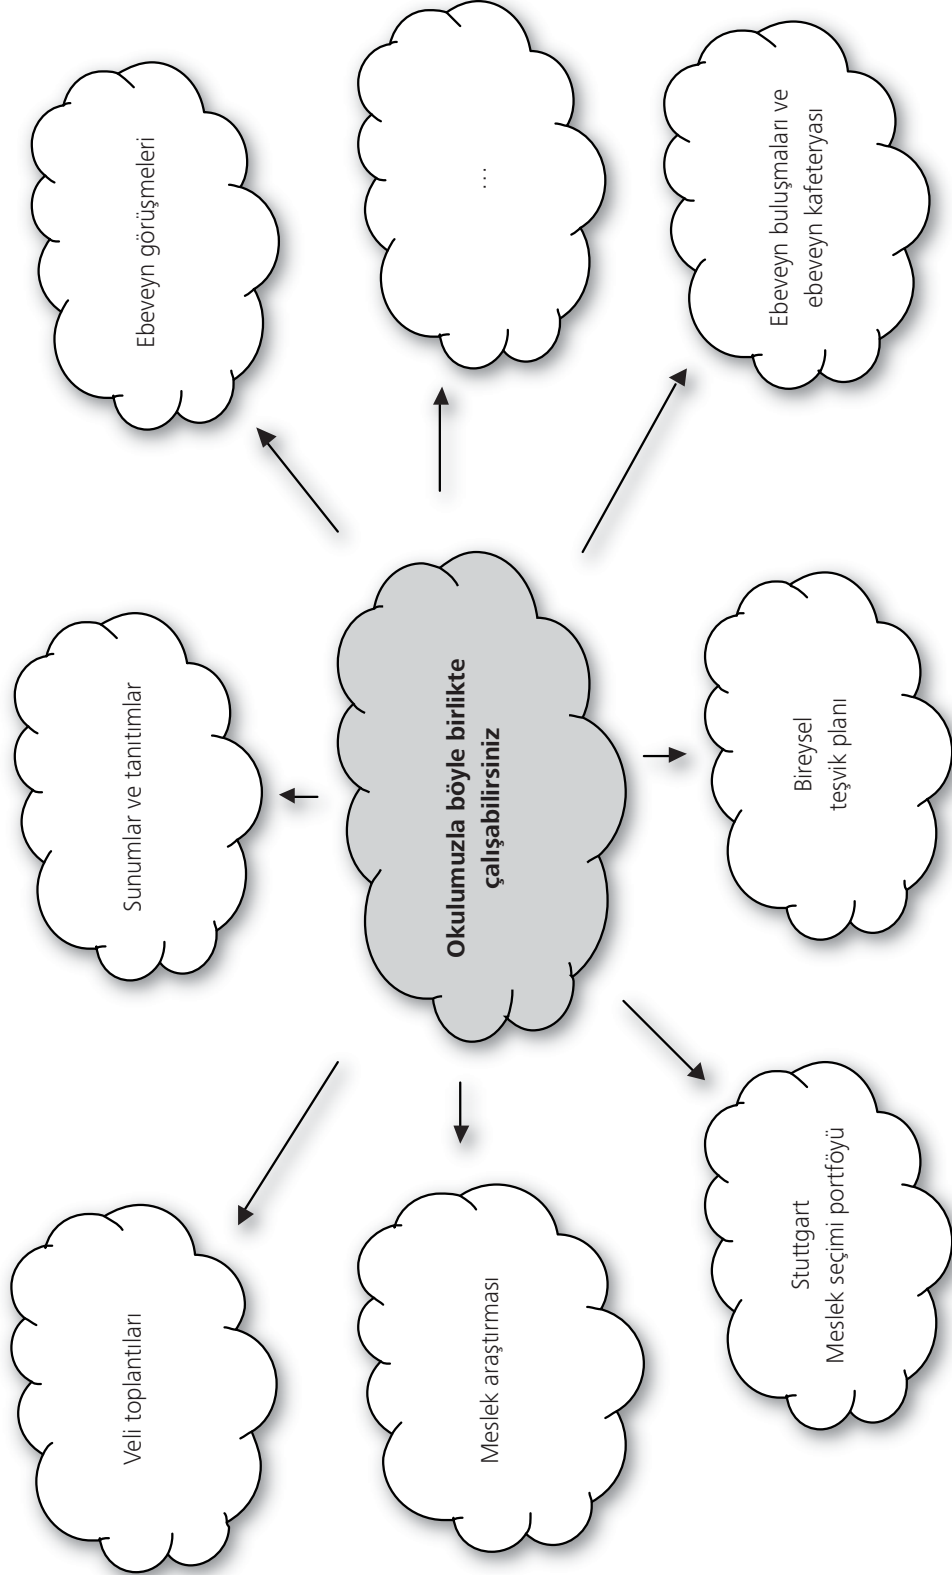 Veli toplantıları
Sunumlar ve tanıtımlar
Ebeveyn görüşmeleri
Meslek araştırması
Okulumuzla böyle birlikte
çalışabilirsiniz
...
Stuttgart
Meslek seçimi portföyü
Bireysel
teşvik planı
Ebeveyn buluşmaları ve
ebeveyn kafeteryası